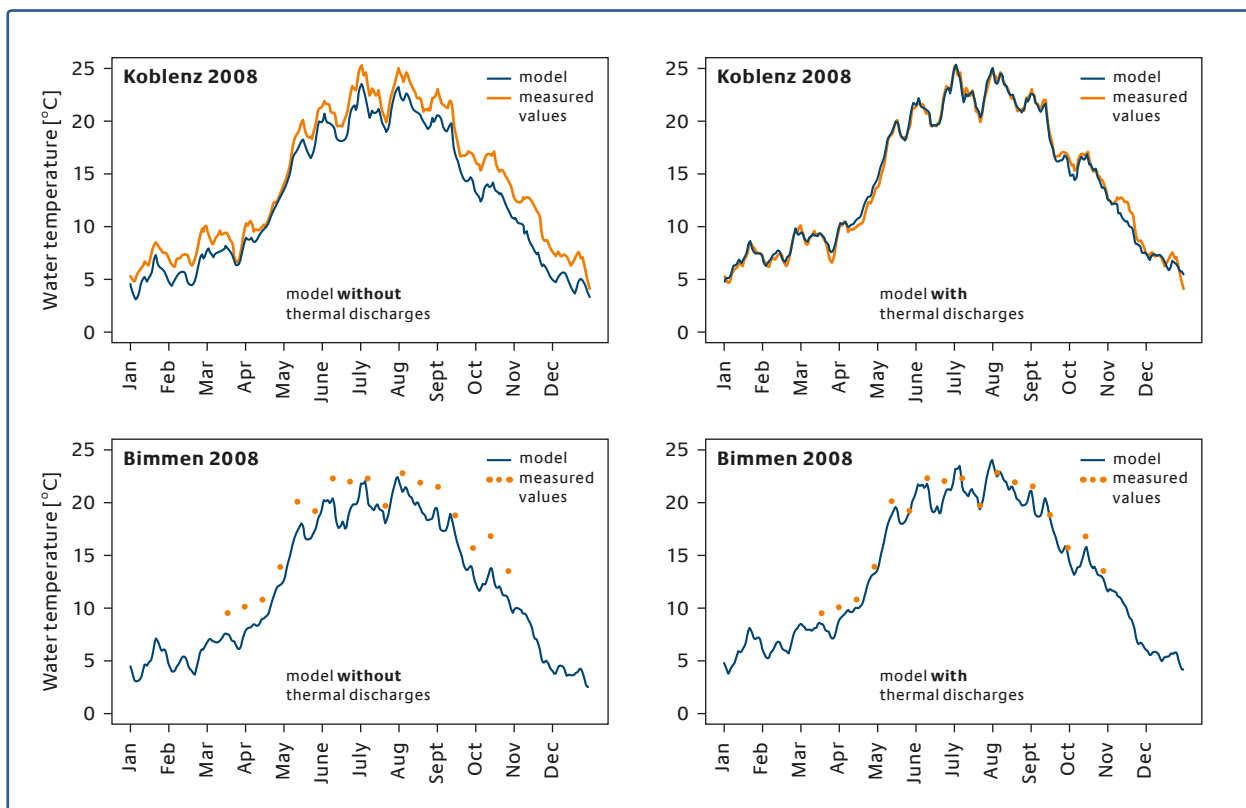 Koblenz 2008
model
measured
values
Water temperature [°C]
25
20
15
10
5
0
model without
thermal discharges
Jan
Feb
Mar
Apr
May
June
July
Aug
Sept
Oct
Nov
Dec
Koblenz 2008
model
measured
values
25
20
15
10
5
0
model with
thermal discharges
Jan
Feb
Mar
Apr
May
June
July
Aug
Sept
Oct
Nov
Dec
Bimmen 2008
model
measured
values
Water temperature [°C]
25
20
15
10
5
0
model without
thermal discharges
Jan
Feb
Mar
Apr
May
June
July
Aug
Sept
Oct
Nov
Dec
Bimmen 2008
model
measured
values
25
20
15
10
5
0
model with
thermal discharges
Jan
Feb
Mar
Apr
May
June
July
Aug
Sept
Oct
Nov
Dec